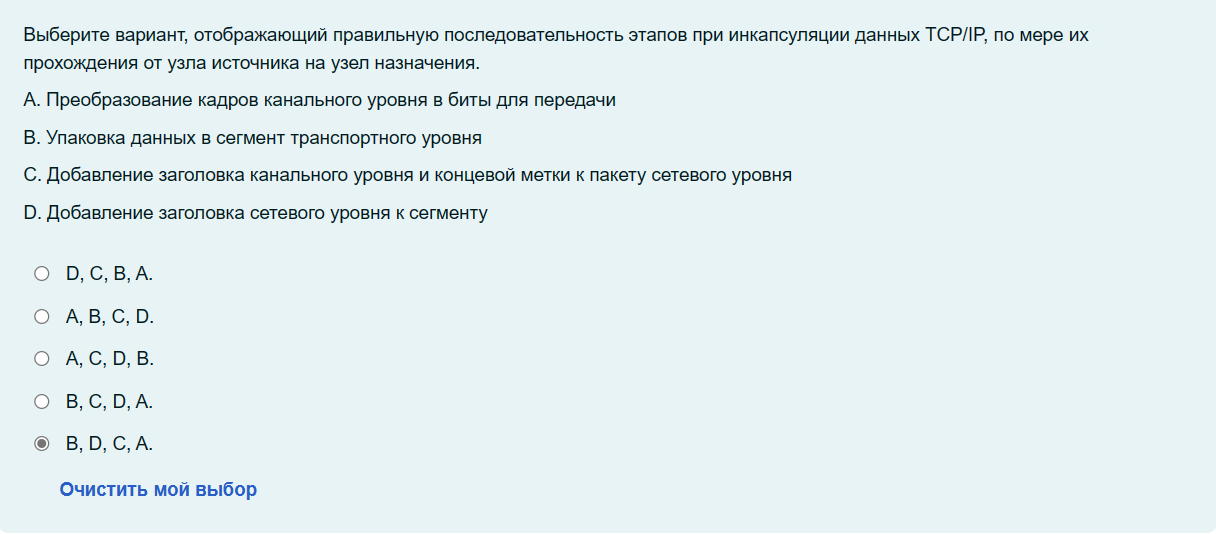 Выберите вариант, отображающий правильную последовательность этапов при инкапсуляции данных TCP/IP, по мере их
прохождения от узла источника на узел назначения.
A. Преобразование кадров канального уровня в биты для передачи
B. Упаковка данных в сегмент транспортного уровня
C. Добавление заголовка канального уровня и концевой метки к пакету сетевого уровня
D. Добавление заголовка сетевого уровня к сегменту
D, C, B, A.
A, B, C, D.
A, C, D, B.
B, C, D, A.
B, D, C, A.
Очистить мой выбор